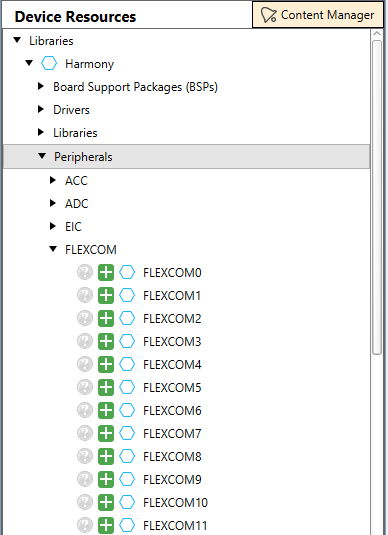 Device Resources
Content Manager
Libraries
Harmony
Board Support Packages (BSPs)
Drivers
Libraries
Peripherals
ACC
ADC
EIC
FLEXCOM
FLEXCOM0
FLEXCOM1
FLEXCOM2
FLEXCOM3
FLEXCOM4
FLEXCOM5
FLEXCOM6
FLEXCOM7
FLEXCOM8
FLEXCOM9
FLEXCOM10
FLEXCOM11